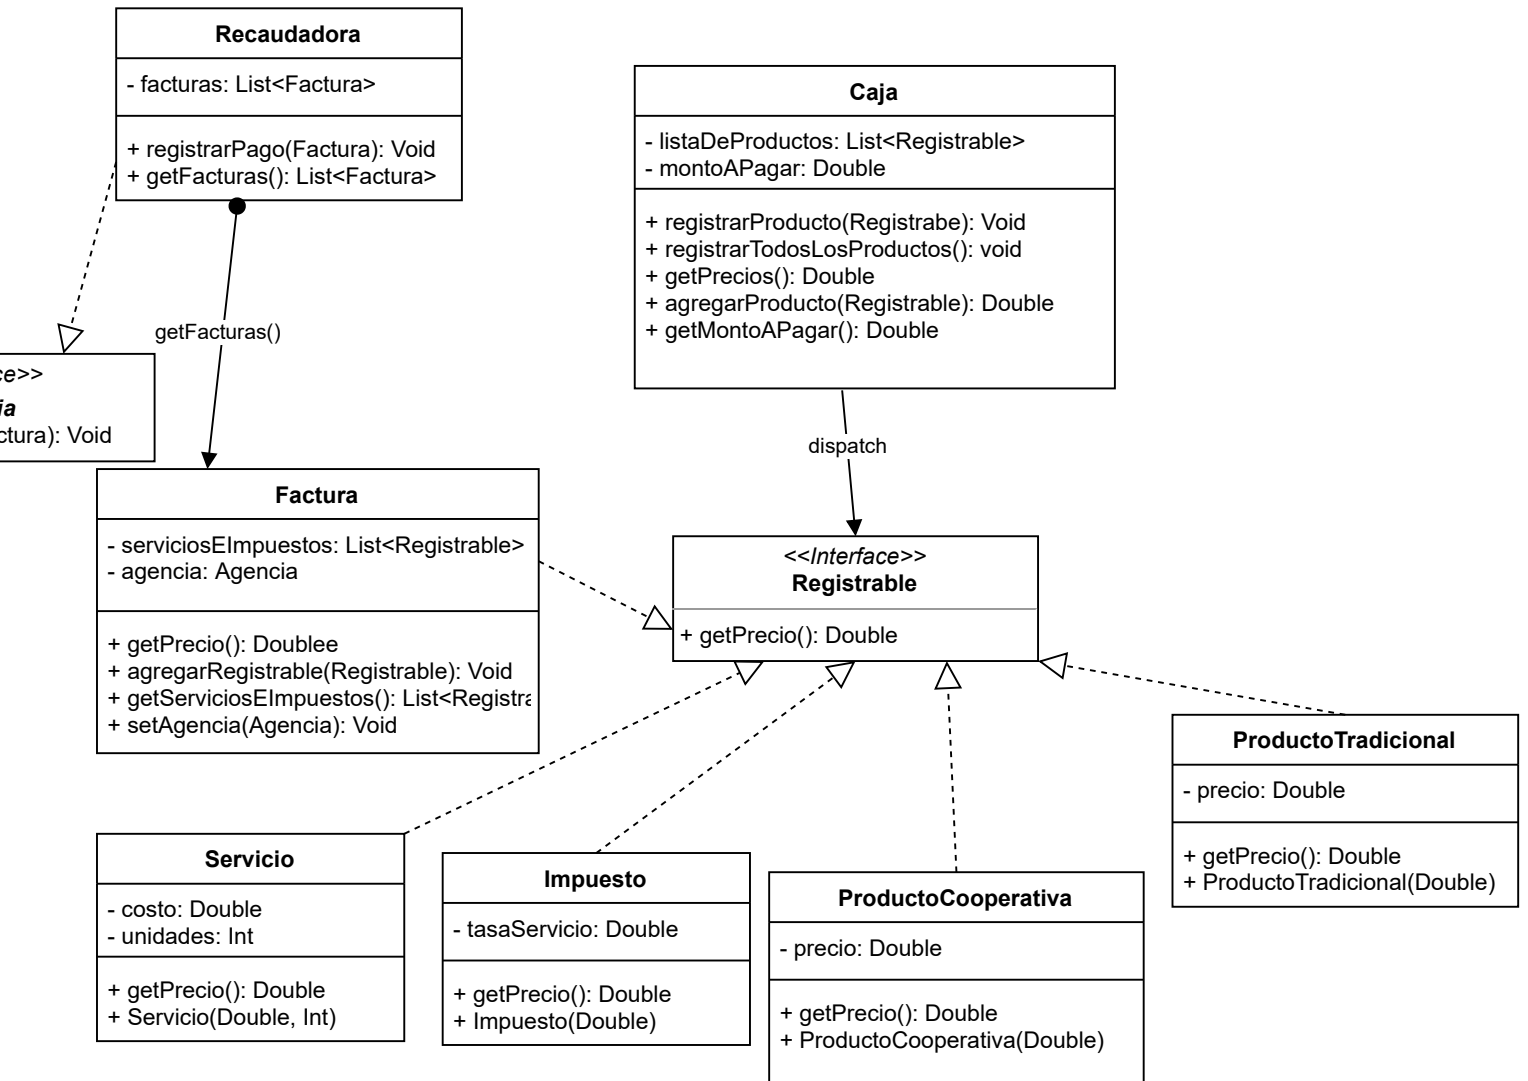 Recaudadora
- facturas: List<Factura>
+ registrarPago(Factura): Void
+ getFacturas(): List<Factura>
Caja
- listaDeProductos: List<Registrable>
- montoAPagar: Double
+ registrarProducto(Registrabe): Void
+ registrarTodosLosProductos(): void
+ getPrecios(): Double
+ agregarProducto(Registrable): Double
+ getMontoAPagar(): Double
getFacturas()
ce>>
ia
ctura): Void
dispatch
Factura
- serviciosEImpuestos: List<Registrable>
- agencia: Agencia
+ getPrecio(): Doublee
+ agregarRegistrable(Registrable): Void
+ getServiciosEImpuestos(): List<Registra
+ setAgencia(Agencia): Void
<<Interface>>
Registrable
+ getPrecio(): Double
ProductoTradicional
- precio: Double
+ getPrecio(): Double
+ ProductoTradicional(Double)
Servicio
- costo: Double
- unidades: Int
+ getPrecio(): Double
+ Servicio(Double, Int)
Impuesto
- tasaServicio: Double
+ getPrecio(): Double
+ Impuesto(Double)
ProductoCooperativa
- precio: Double
+ getPrecio(): Double
+ ProductoCooperativa(Double)